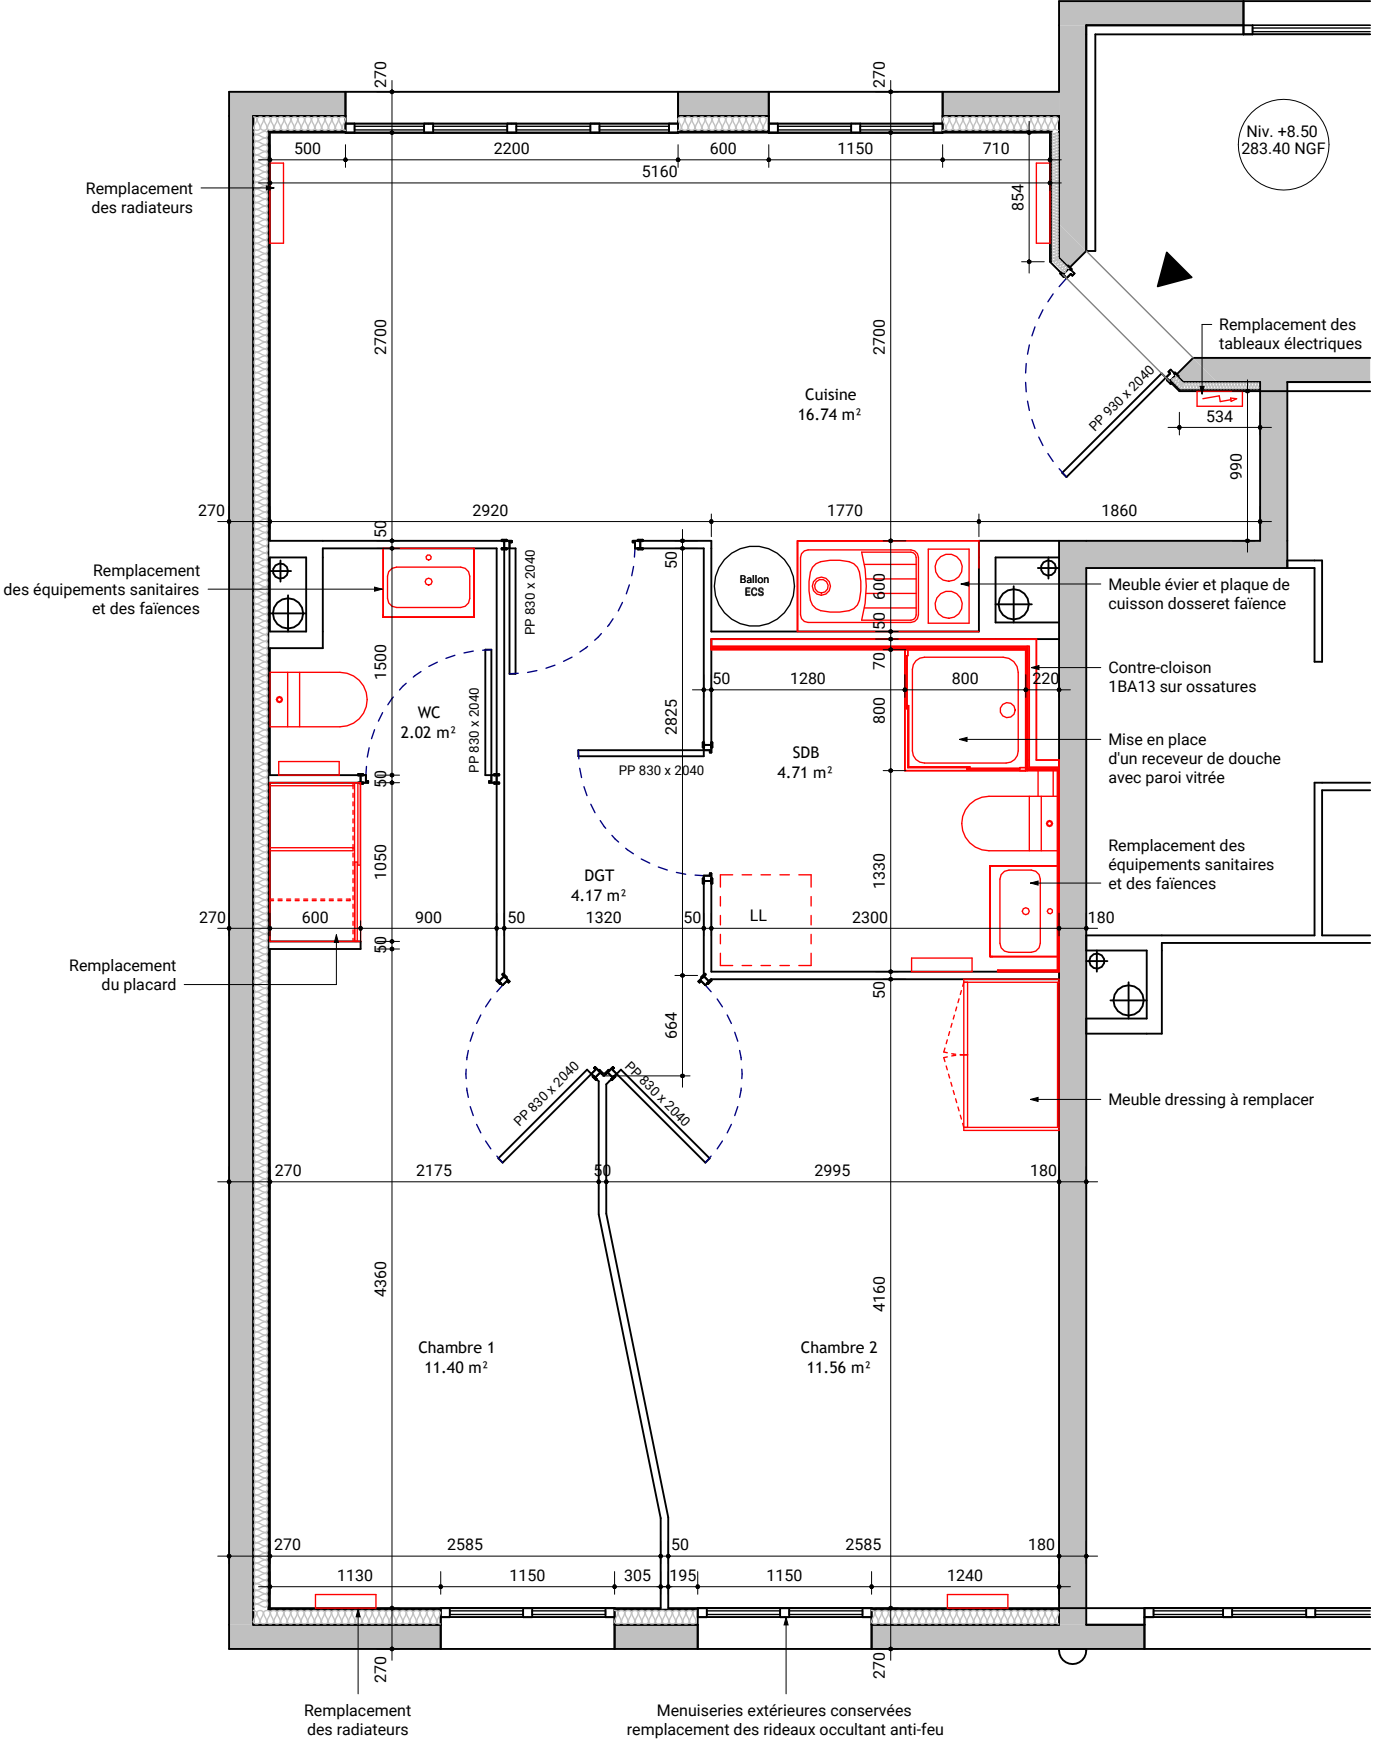 270
270
Niv. +8.50
283.40 NGF
500
2200
600
1150
710
5160
Remplacement
des radiateurs
854
2700
2700
Remplacement des
tableaux électriques
Cuisine
16.74 m²
PP 930 x 2040
534
990
270
2920
1770
1860
50
50
PP 830 x 2040
Remplacement
des équipements sanitaires
et des faïences
Ballon
ECS
600
50
Meuble évier et plaque de
cuisson dosseret faïence
1500
70
50
1280
800
220
Contre-cloison
1BA13 sur ossatures
WC
2.02 m²
PP 830 x 2040
2825
800
SDB
4.71 m²
Mise en place
d'un receveur de douche
avec paroi vitrée
PP 830 x 2040
50
1050
1330
DGT
4.17 m²
Remplacement des
équipements sanitaires
et des faïences
270
600
900
50
1320
50
LL
2300
180
50
Remplacement
du placard
50
664
PP 830 x 2040
PP 830 x 2040
Meuble dressing à remplacer
270
2175
50
2995
180
4360
4160
Chambre 1
11.40 m²
Chambre 2
11.56 m²
270
2585
50
2585
180
1130
1150
305
195
1150
1240
270
270
Remplacement
des radiateurs
Menuiseries extérieures conservées
remplacement des rideaux occultant anti-feu